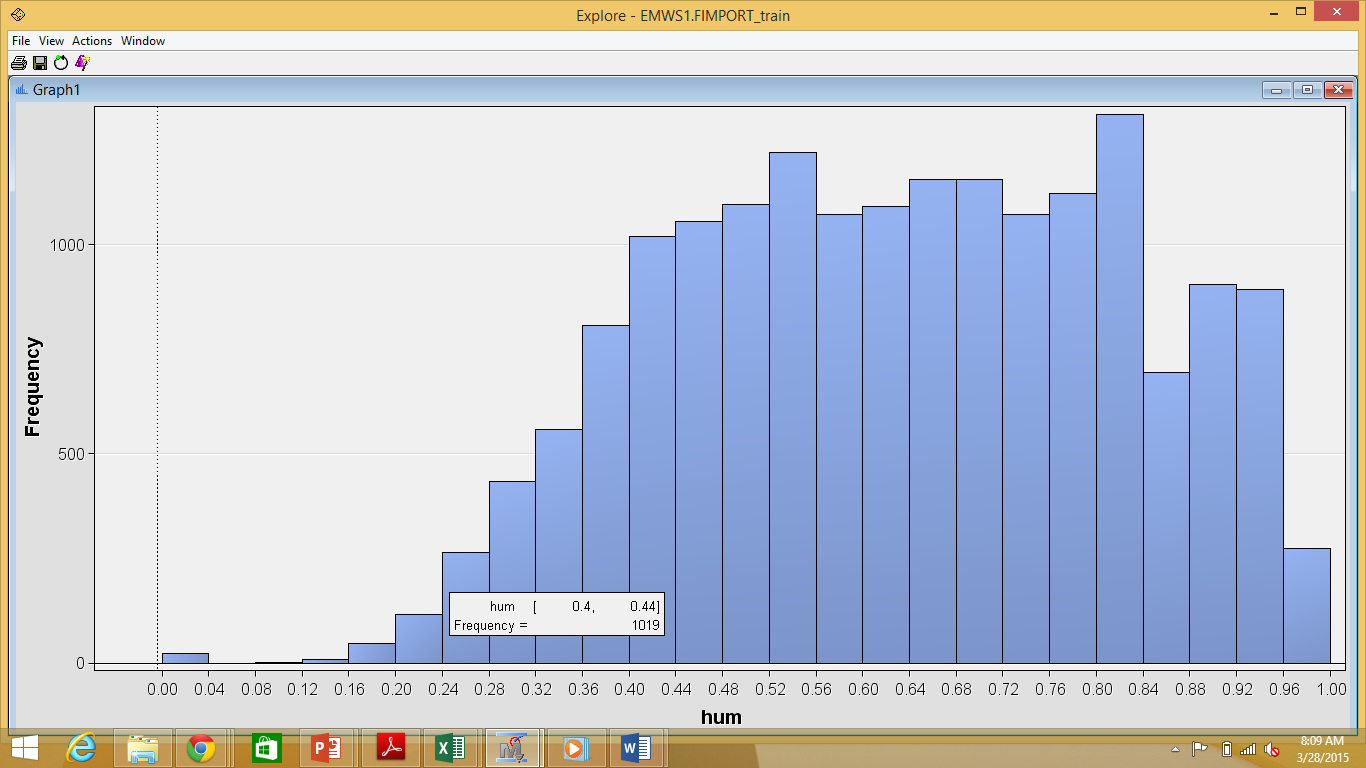 Explore - EMWS1.FIMPORT_train
File View Actions Window
Graph1
Frequency
1000
500
0
hum [ 0.4, 0.44]
Frequency = 1019
0.00 0.04 0.08 0.12 0.16 0.20 0.24 0.28 0.32 0.36 0.40 0.44 0.48 0.52 0.56 0.60 0.64 0.68 0.72 0.76 0.80 0.84 0.88 0.92 0.96 1.00
hum
8:09 AM
3/28/2015